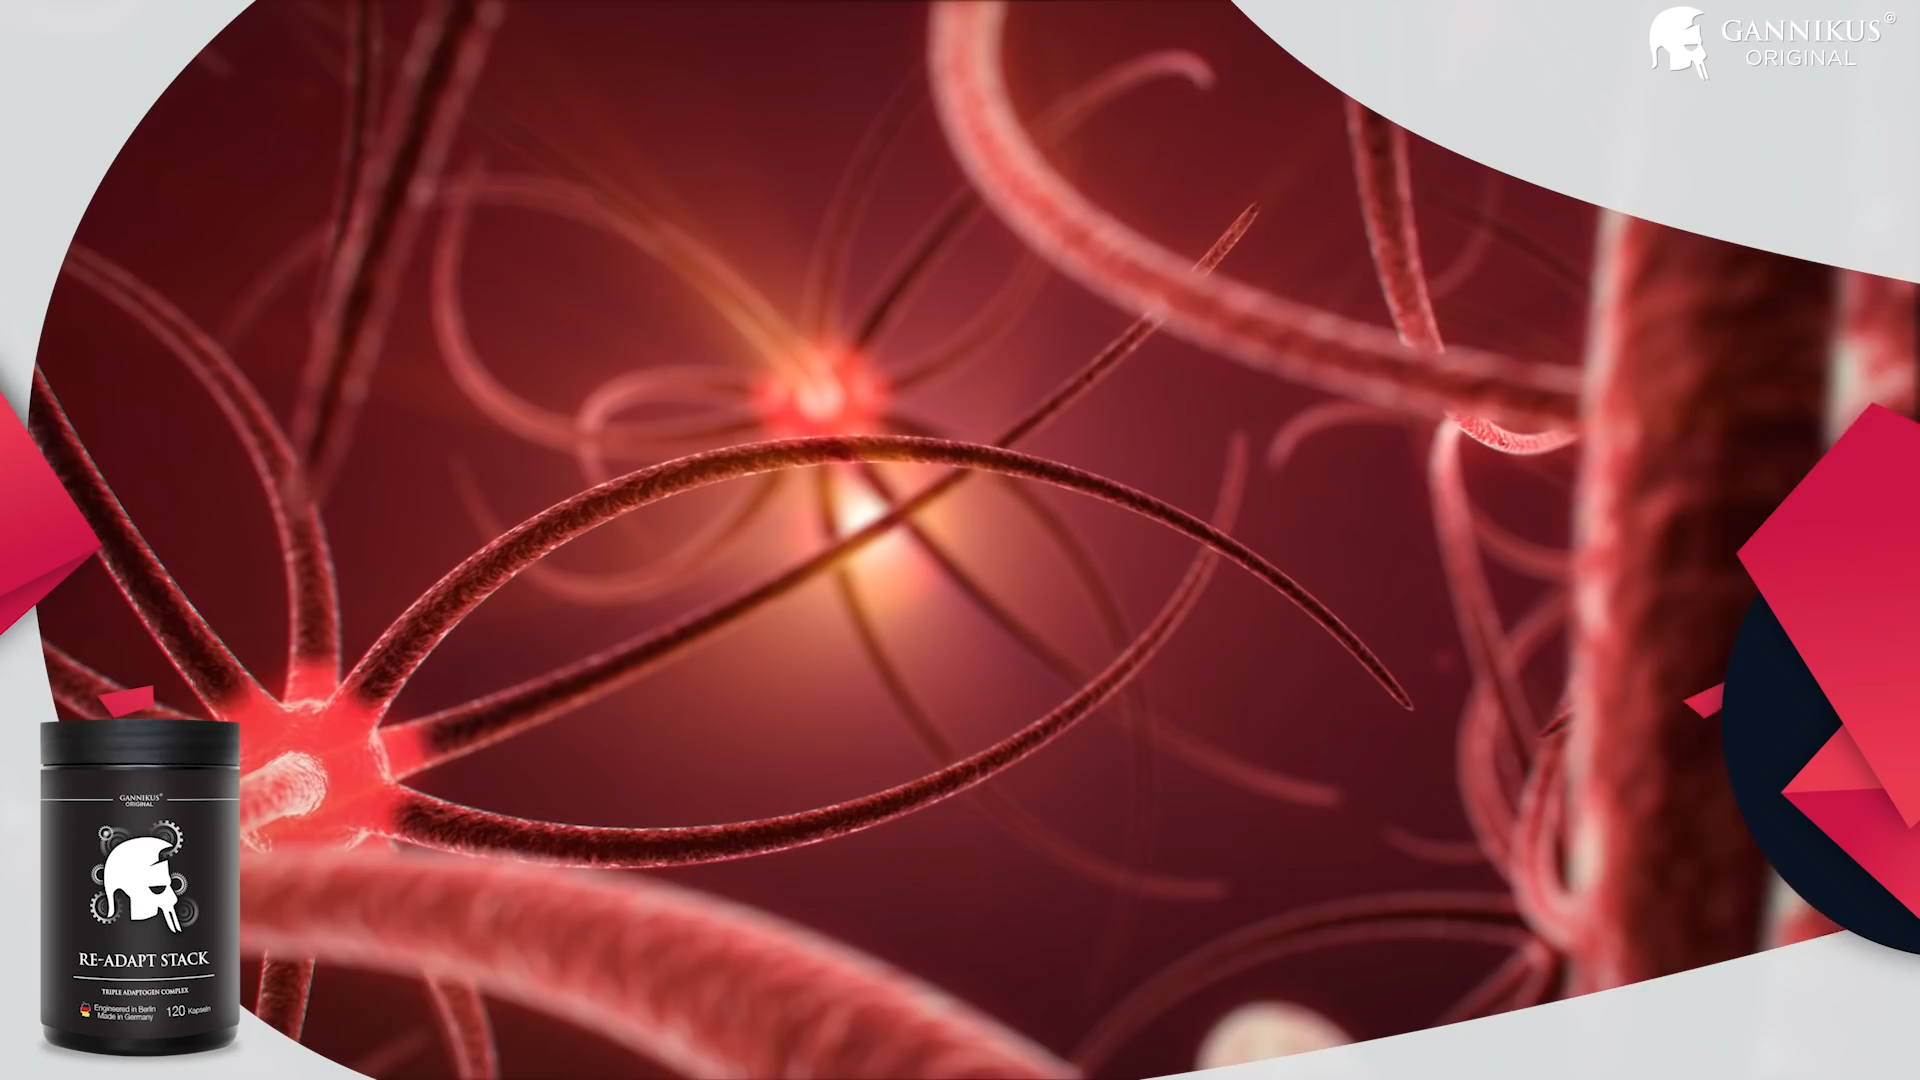 GANNIKUS©
ORIGINAL
GANNIKUS®
ORIGINAL
RE-ADAPT STACK
TRIPLE ADAPTOGEN COMPLEX
Engineered in Berlin
Made in Germany
120 Kapseln